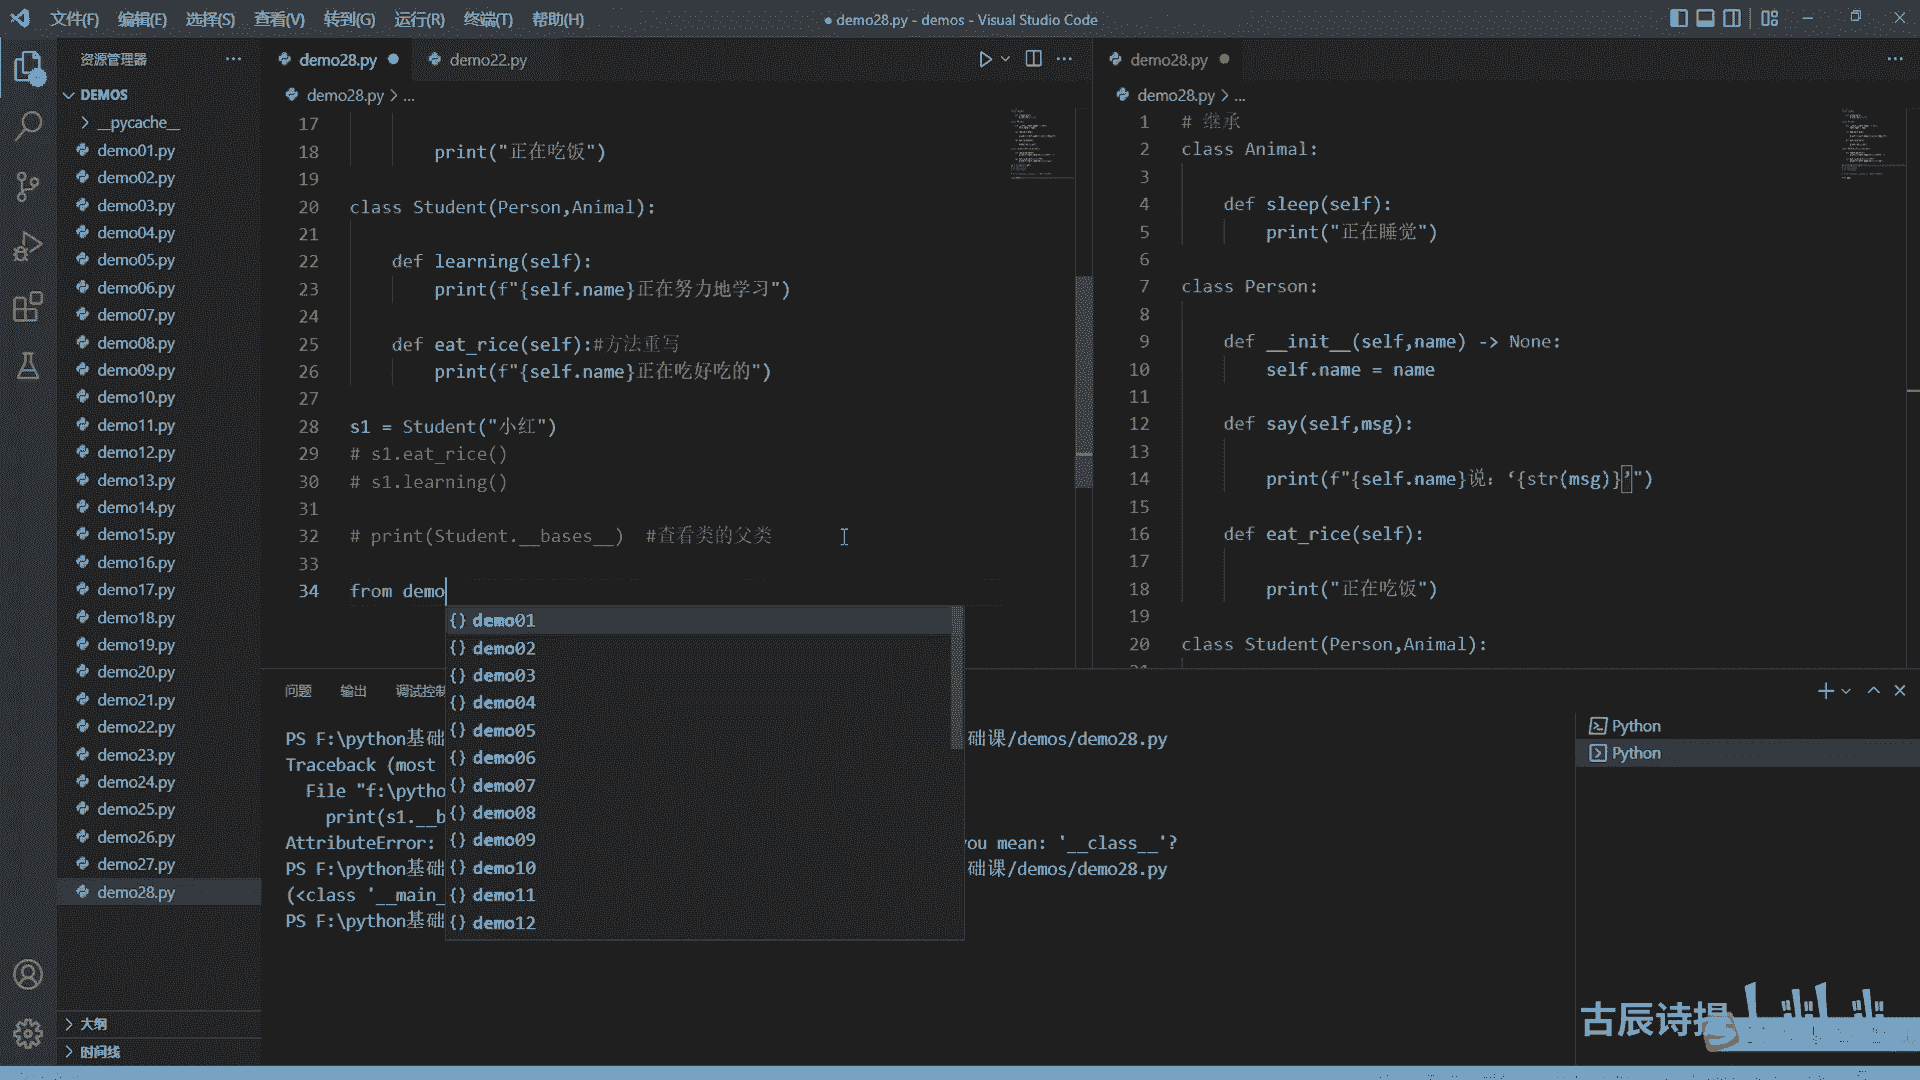 文件(F) 编辑(E) 选择(S) 查看(V) 转到(G) 运行(R) 终端(T) 帮助(H)
● demo28.py - demos - Visual Studio Code
资源管理器
DEMOS
__pycache__
demo01.py
demo02.py
demo03.py
demo04.py
demo05.py
demo06.py
demo07.py
demo08.py
demo09.py
demo10.py
demo11.py
demo12.py
demo13.py
demo14.py
demo15.py
demo16.py
demo17.py
demo18.py
demo19.py
demo20.py
demo21.py
demo22.py
demo23.py
demo24.py
demo25.py
demo26.py
demo27.py
demo28.py
大纲
时间线
demo28.py ● demo22.py
demo28.py > ...
17
18 print("正在吃饭")
19
20 class Student(Person,Animal):
21
22 def learning(self):
23 print(f"{self.name}正在努力地学习")
24
25 def eat_rice(self):#方法重写
26 print(f"{self.name}正在吃好吃的")
27
28 s1 = Student("小红")
29 # s1.eat_rice()
30 # s1.learning()
31
32 # print(Student.__bases__) #查看类的父类
33
34 from demo
{} demo01
{} demo02
{} demo03
{} demo04
{} demo05
{} demo06
{} demo07
{} demo08
{} demo09
{} demo10
{} demo11
{} demo12
demo28.py ●
demo28.py > ...
1 # 继承
2 class Animal:
3
4 def sleep(self):
5 print("正在睡觉")
6
7 class Person:
8
9 def __init__(self,name) -> None:
10 self.name = name
11
12 def say(self,msg):
13
14 print(f"{self.name}说：‘{str(msg)}’")
15
16 def eat_rice(self):
17
18 print("正在吃饭")
19
20 class Student(Person,Animal):
问题 输出 调试控制
PS F:\python基础 础课/demos/demo28.py
Traceback (most
File "f:\pytho
print(s1.__b
AttributeError: you mean: '__class__'?
PS F:\python基础 础课/demos/demo28.py
(<class '__main_
PS F:\python基础
Python
Python
古辰诗提